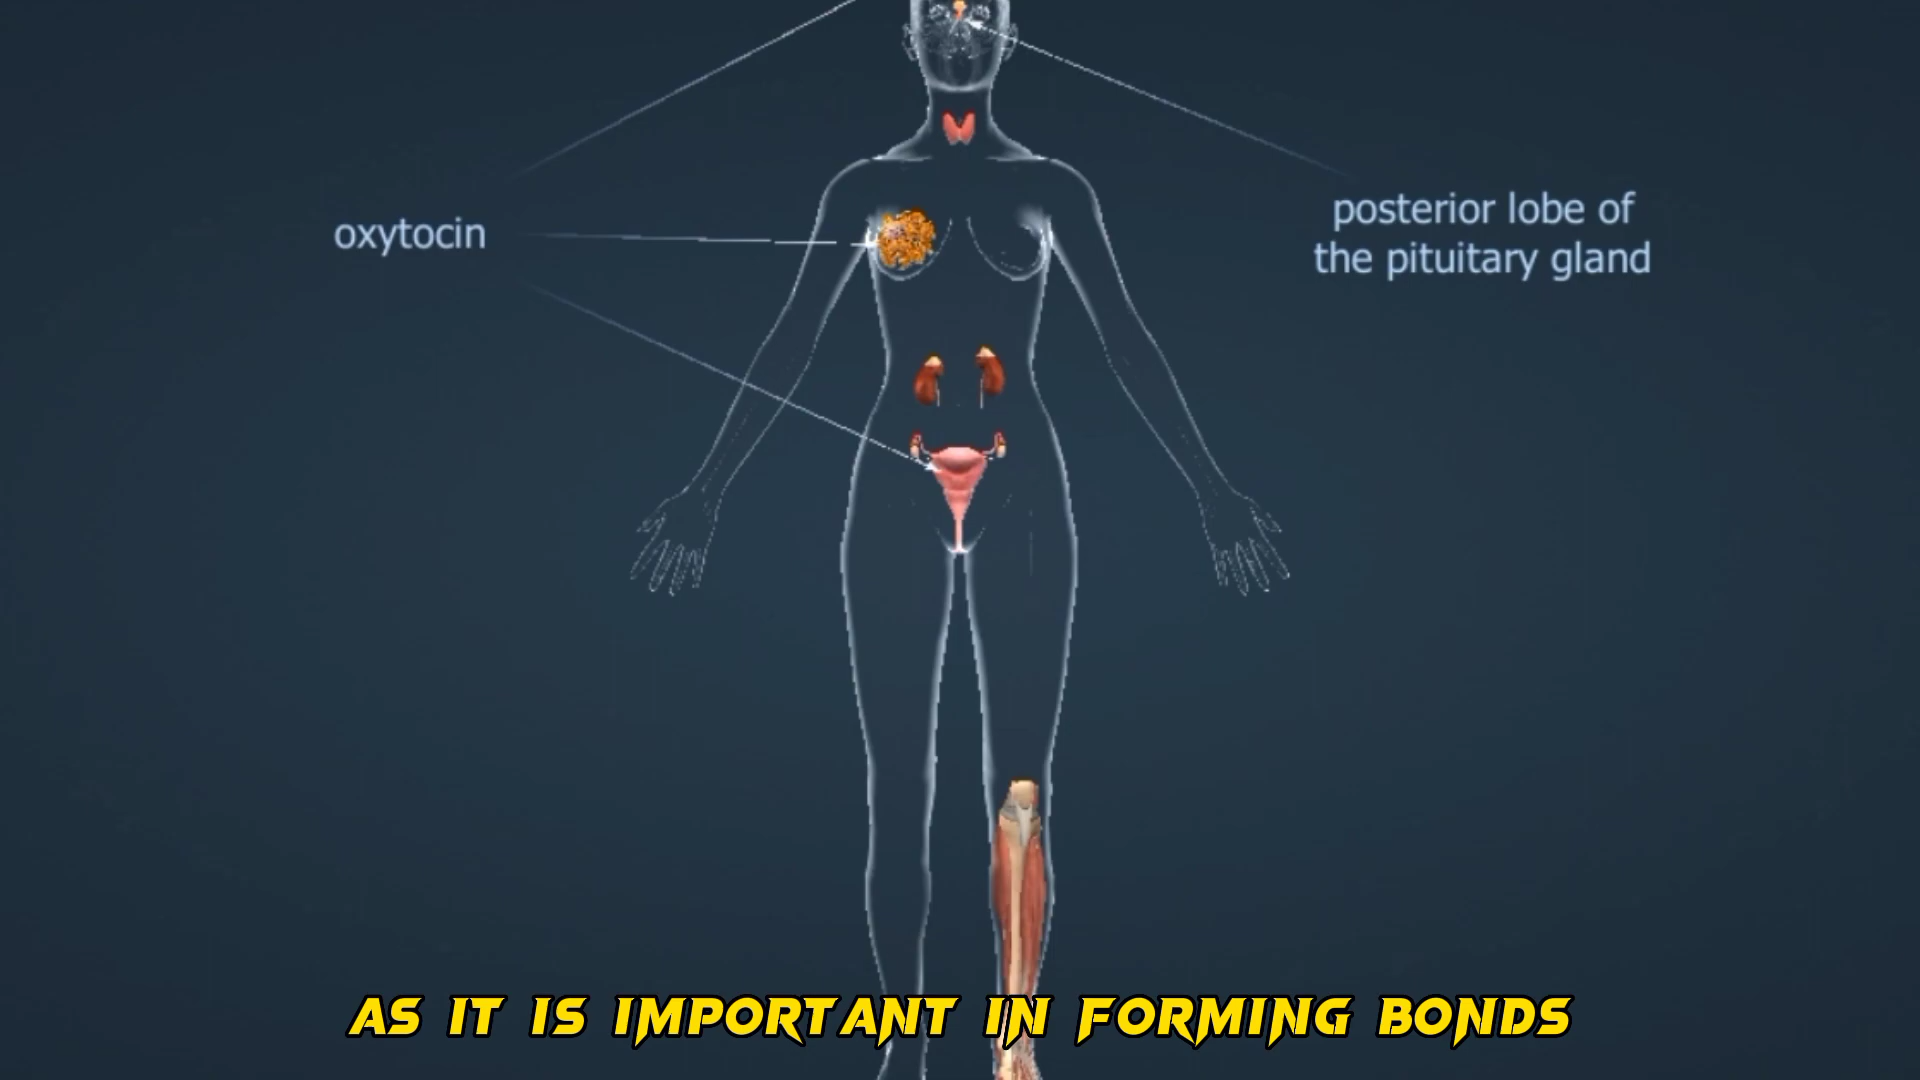 oxytocin
posterior lobe of
the pituitary gland
AS IT IS IMPORTANT IN FORMING BONDS